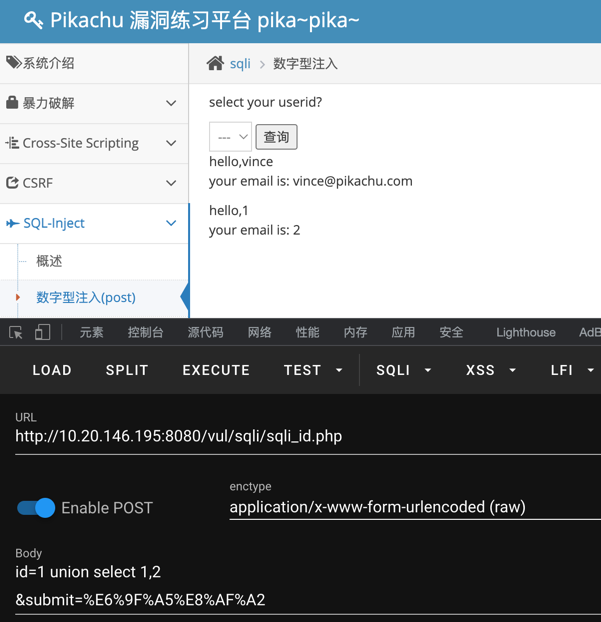 Pikachu 漏洞练习平台 pika~pika~
系统介绍
暴力破解
Cross-Site Scripting
CSRF
SQL-Inject
概述
数字型注入(post)
sqli > 数字型注入
select your userid?
--- 查询
hello,vince
your email is: vince@pikachu.com
hello,1
your email is: 2
元素 控制台 源代码 网络 性能 内存 应用 安全 Lighthouse AdB
LOAD SPLIT EXECUTE TEST SQLI XSS LFI
URL
http://10.20.146.195:8080/vul/sqli/sqli_id.php
Enable POST
enctype
application/x-www-form-urlencoded (raw)
Body
id=1 union select 1,2
&submit=%E6%9F%A5%E8%AF%A2